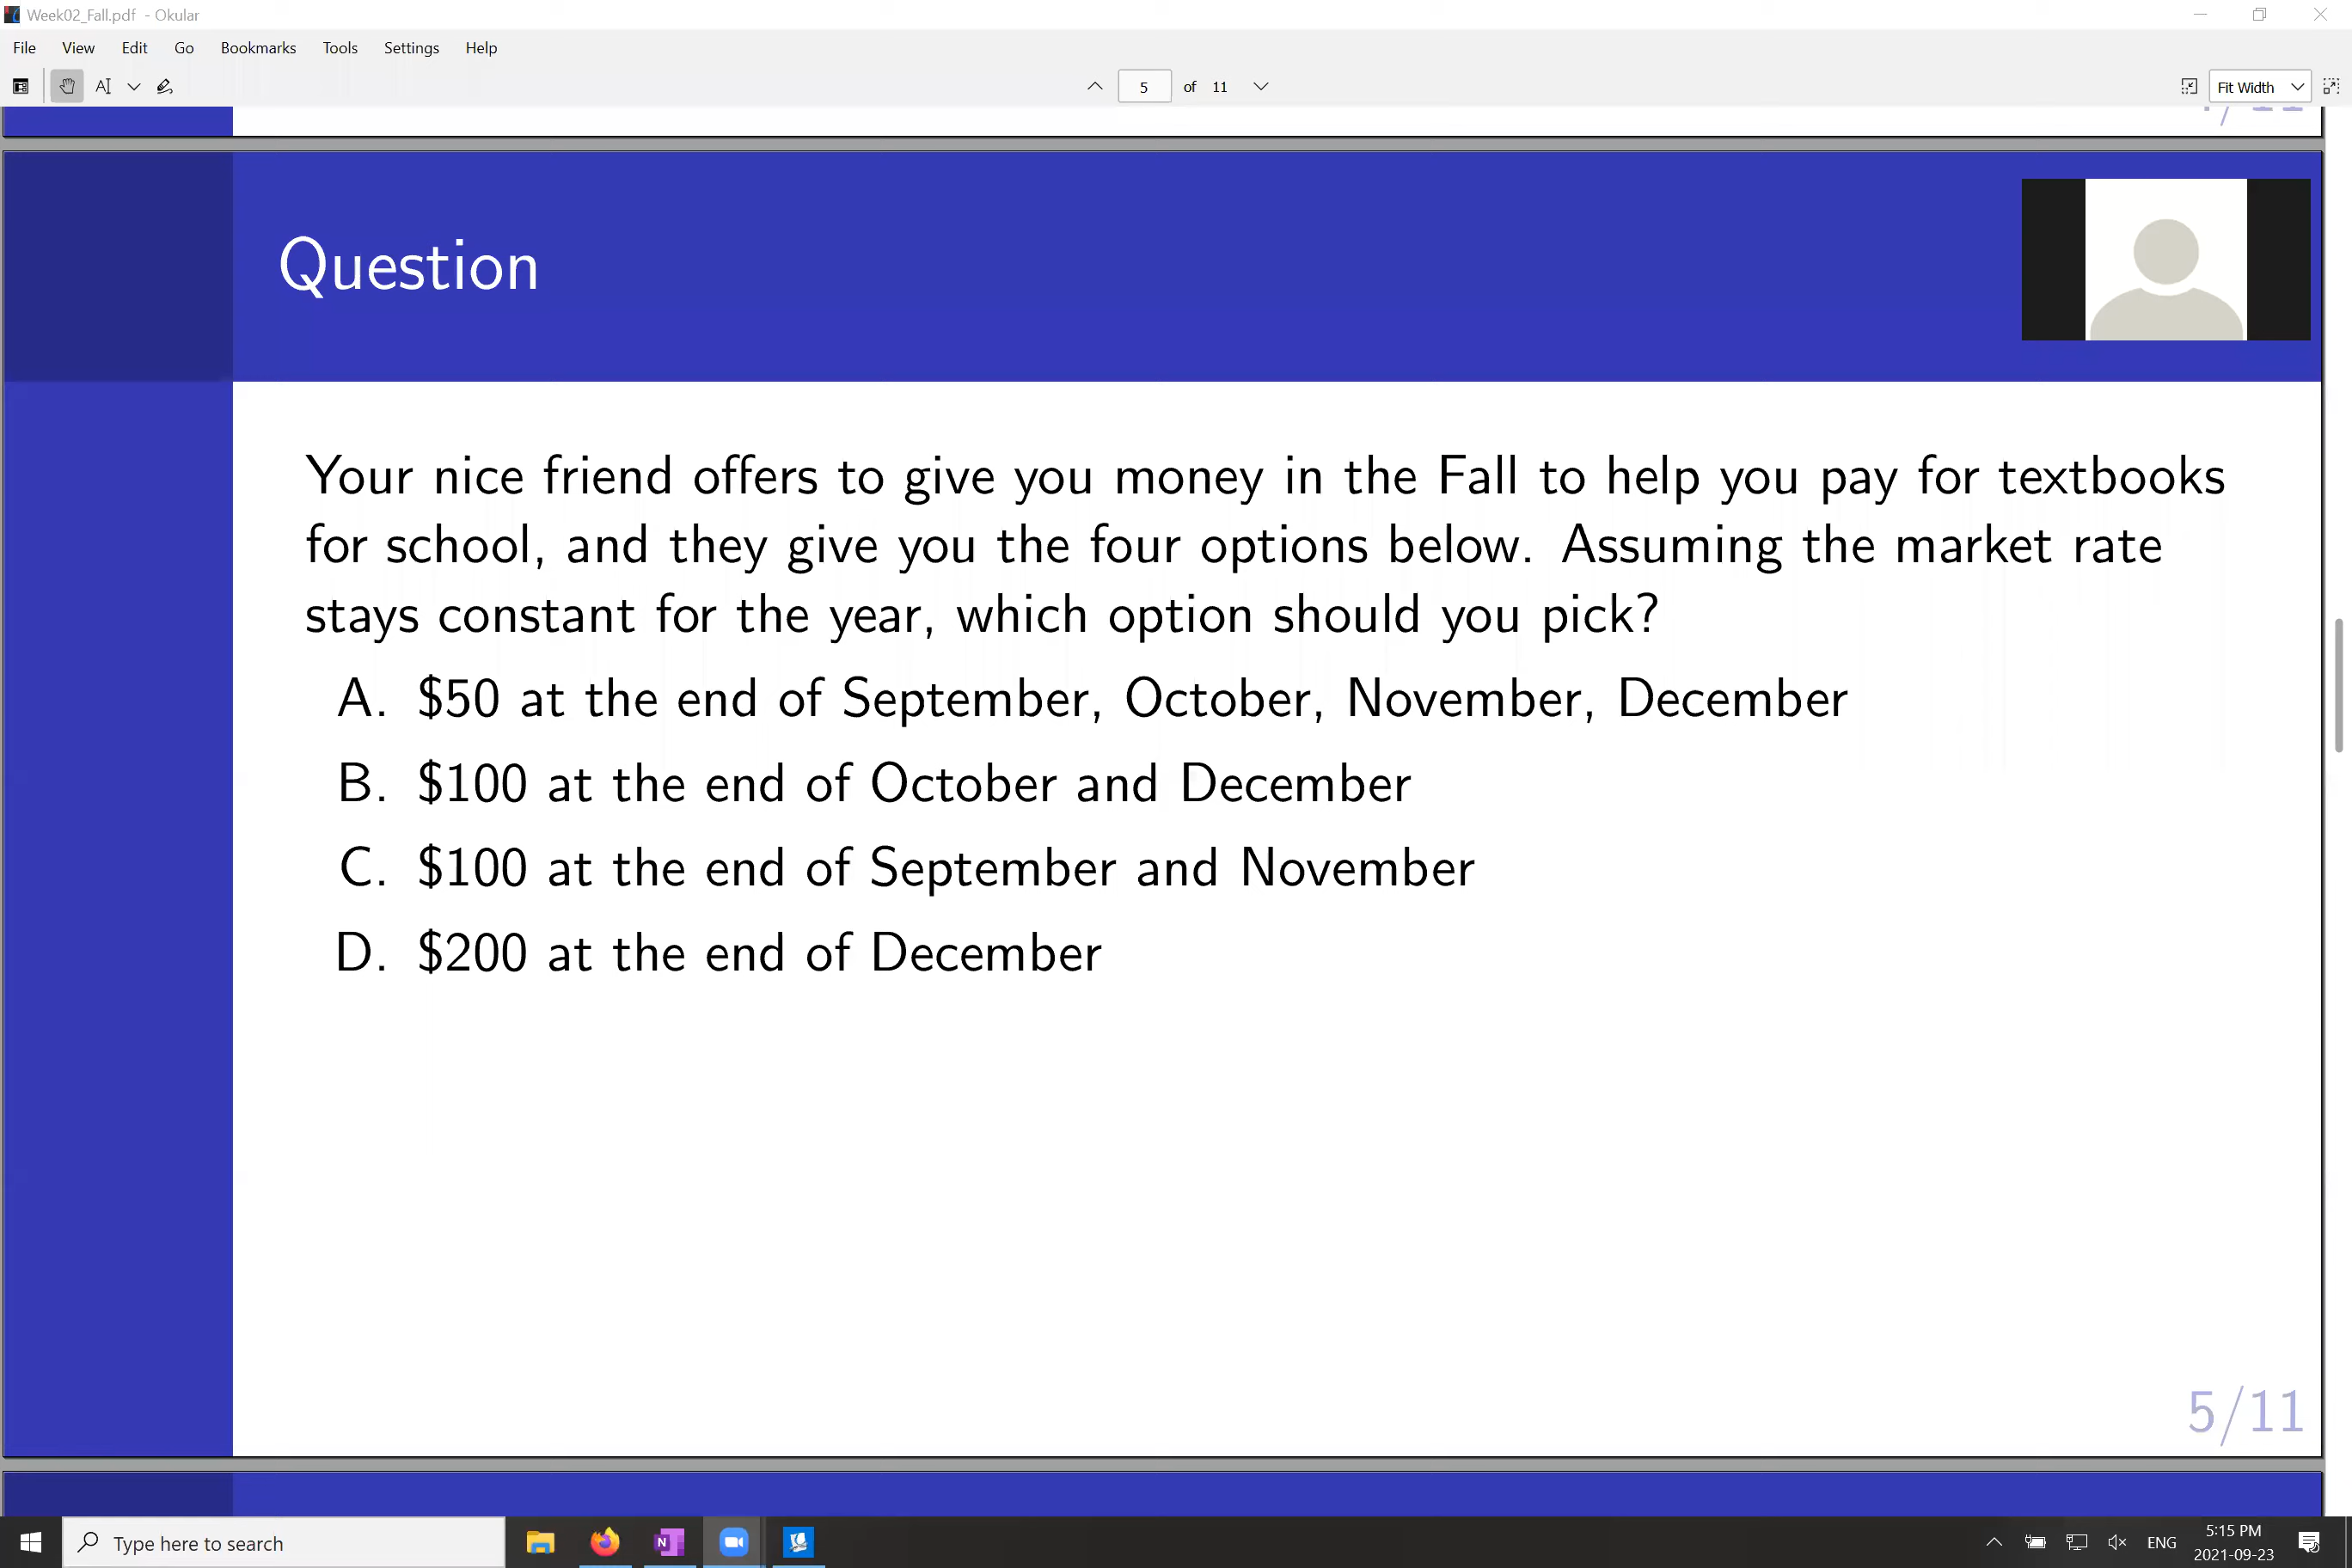 Week02_Fall.pdf - Okular
File View Edit Go Bookmarks Tools Settings Help
5 of 11 Fit Width
Question
Your nice friend offers to give you money in the Fall to help you pay for textbooks
for school, and they give you the four options below. Assuming the market rate
stays constant for the year, which option should you pick?
A. $50 at the end of September, October, November, December
B. $100 at the end of October and December
C. $100 at the end of September and November
D. $200 at the end of December
5/11
Type here to search
ENG
5:15 PM
2021-09-23